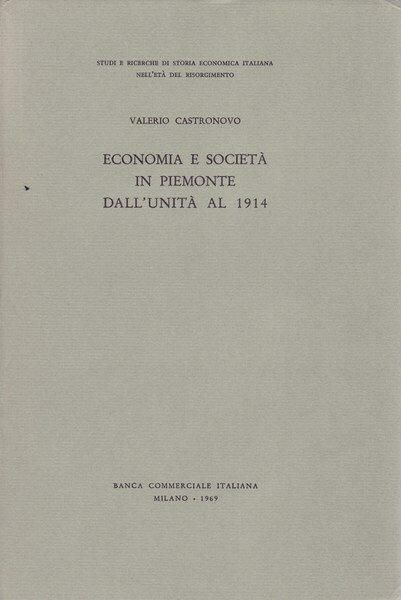 STUDI E RICERCHE DI STORIA ECONOMICA ITALIANA
NELL'ETÀ DEL RISORGIMENTO
VALERIO CASTRONOVO
ECONOMIA E SOCIETÀ
IN PIEMONTE
DALL'UNITÀ AL 1914
BANCA COMMERCIALE ITALIANA
MILANO • 1969